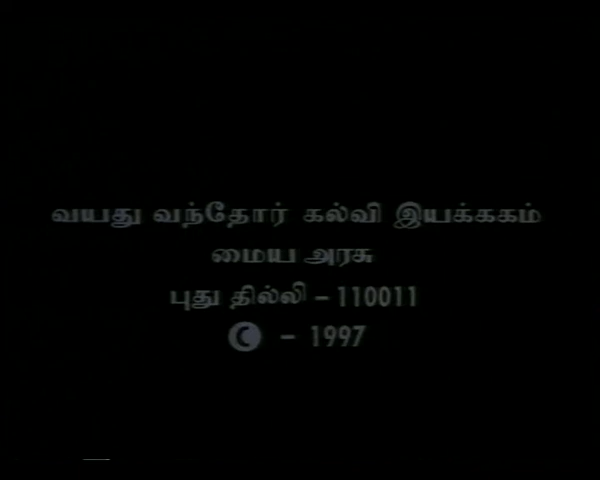 வயது வந்தோர் கல்வி இயக்ககம்
மைய அரசு
புது தில்லி – 110011
© – 1997